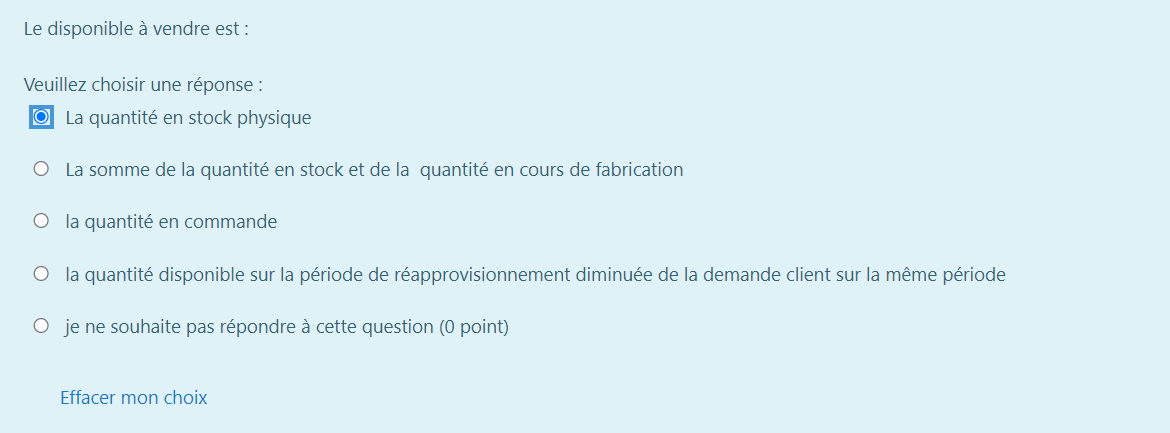 Le disponible à vendre est :
Veuillez choisir une réponse :
La quantité en stock physique
La somme de la quantité en stock et de la quantité en cours de fabrication
la quantité en commande
la quantité disponible sur la période de réapprovisionnement diminuée de la demande client sur la même période
je ne souhaite pas répondre à cette question (0 point)
Effacer mon choix